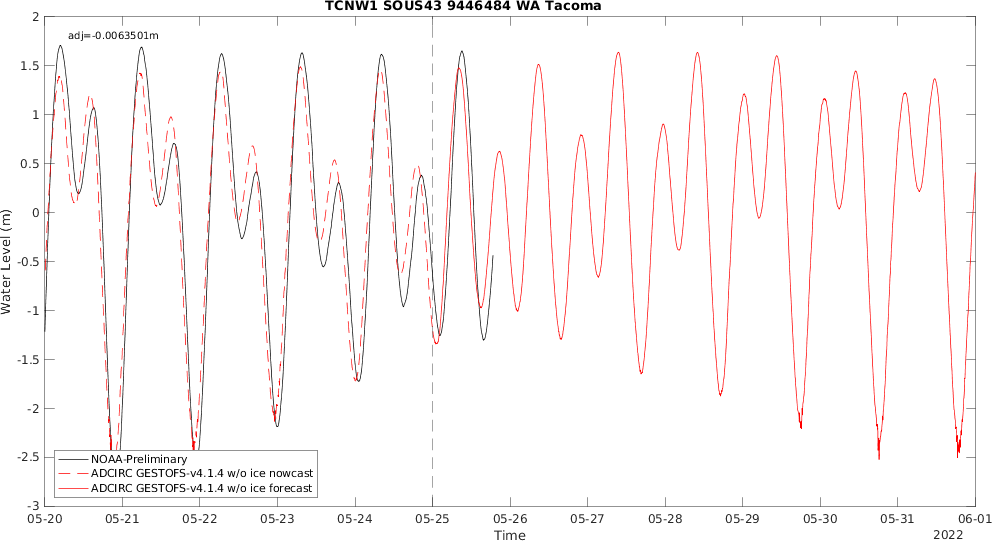 TCNW1 SOUS43 9446484 WA Tacoma
adj=-0.0063501m
2
1.5
1
0.5
0
-0.5
-1
-1.5
-2
-2.5
-3
Water Level (m)
NOAA-Preliminary
ADCIRC GESTOFS-v4.1.4 w/o ice nowcast
ADCIRC GESTOFS-v4.1.4 w/o ice forecast
05-20 05-21 05-22 05-23 05-24 05-25 05-26 05-27 05-28 05-29 05-30 05-31 06-01
Time
2022